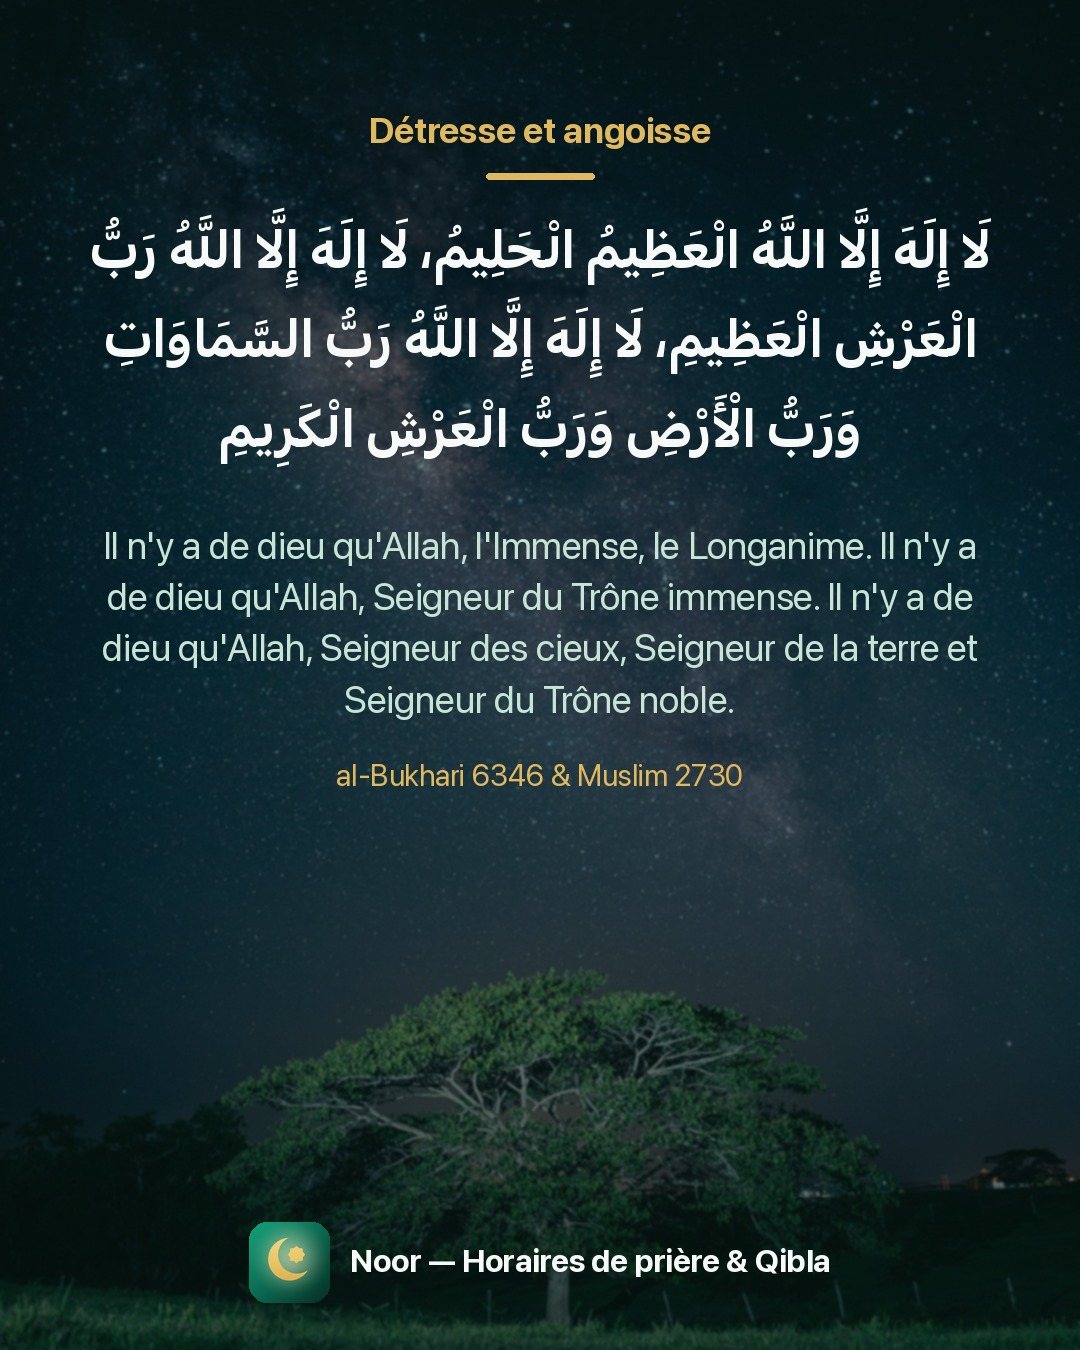 Détresse et angoisse
لَا إِلَهَ إِلَّا اللَّهُ الْعَظِيمُ الْحَلِيمُ، لَا إِلَهَ إِلَّا اللَّهُ رَبُّ
الْعَرْشِ الْعَظِيمِ، لَا إِلَهَ إِلَّا اللَّهُ رَبُّ السَّمَاوَاتِ
وَرَبُّ الْأَرْضِ وَرَبُّ الْعَرْشِ الْكَرِيمِ
Il n'y a de dieu qu'Allah, l'Immense, le Longanime. Il n'y a
de dieu qu'Allah, Seigneur du Trône immense. Il n'y a de
dieu qu'Allah, Seigneur des cieux, Seigneur de la terre et
Seigneur du Trône noble.
al-Bukhari 6346 & Muslim 2730
Noor — Horaires de prière & Qibla